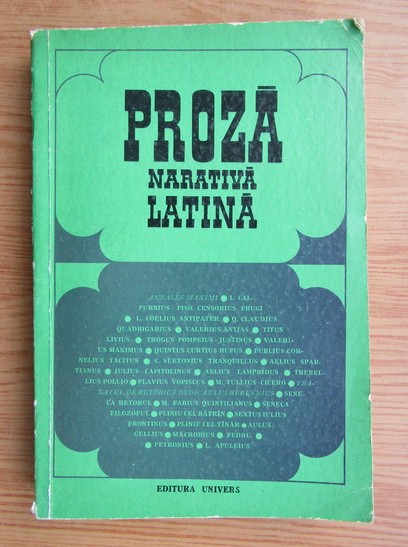 PROZĂ
NARATIVĂ
LATINĂ
ANNALES MAXIMI ● L. CAL-
PURNIUS PISO CENSORIUS FRUGI
● L. COELIUS ANTIPATER ● Q. CLAUDIUS
QUADRIGARIUS ● VALERIUS ANTIAS ● TITUS
LIVIUS ● TROGUS POMPEIUS-JUSTINUS ● VALERI-
US MAXIMUS ● QUINTUS CURTIUS RUFUS ● PUBLIUS COR-
NELIUS TACITUS ● C. SUETONIUS TRANQUILLUS ● AELIUS SPAR-
TIANUS ● IULIUS CAPITOLINUS ● AELIUS LAMPRIDUS ● TREBEL-
LIUS POLLIO ● FLAVIUS VOPISCUS ● M. TULLIUS CICERO ● TRA-
TATUL DE RETORICĂ DEDICAT LUI HERENNIUS ● SENE-
CA RETORUL ● M. FABIUS QUINTILIANUS ● SENECA
FILOZOFUL ● PLINIU CEL BĂTRÎN ● SEXTUS IULIUS
FRONTINUS ● PLINIU CEL TÎNĂR ● AULUS
GELLIUS ● MACROBIUS ● FEDRU
● PETRONIUS ● L. APULEIUS
EDITURA UNIVERS